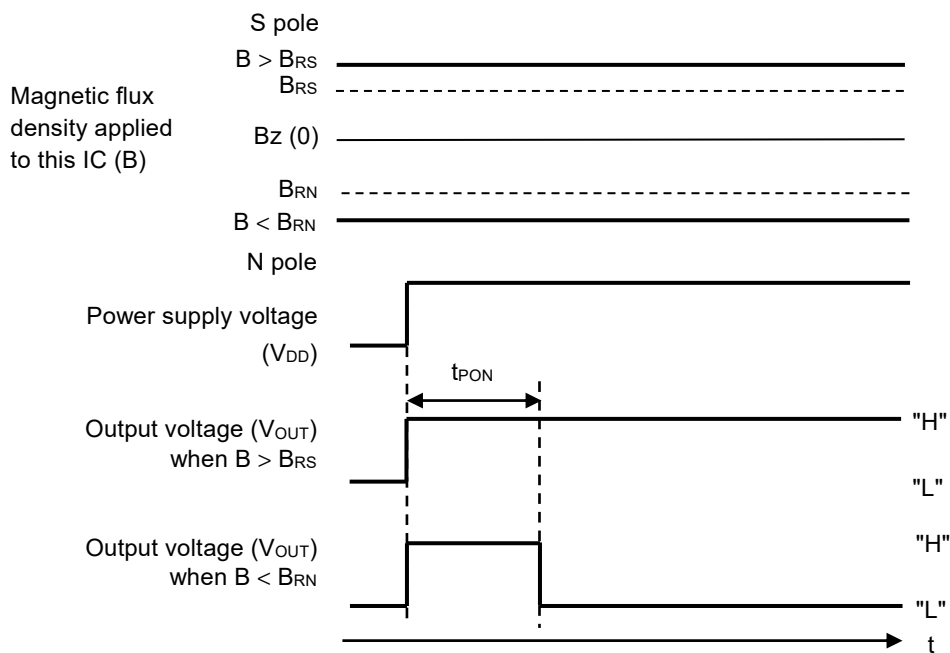 S pole
B > BRS
BRS
Magnetic flux
density applied
to this IC (B)
Bz (0)
BRN
B < BRN
N pole
Power supply voltage
(VDD)
tPON
Output voltage (VOUT)
when B > BRS
"H"
"L"
Output voltage (VOUT)
when B < BRN
"H"
"L"
t